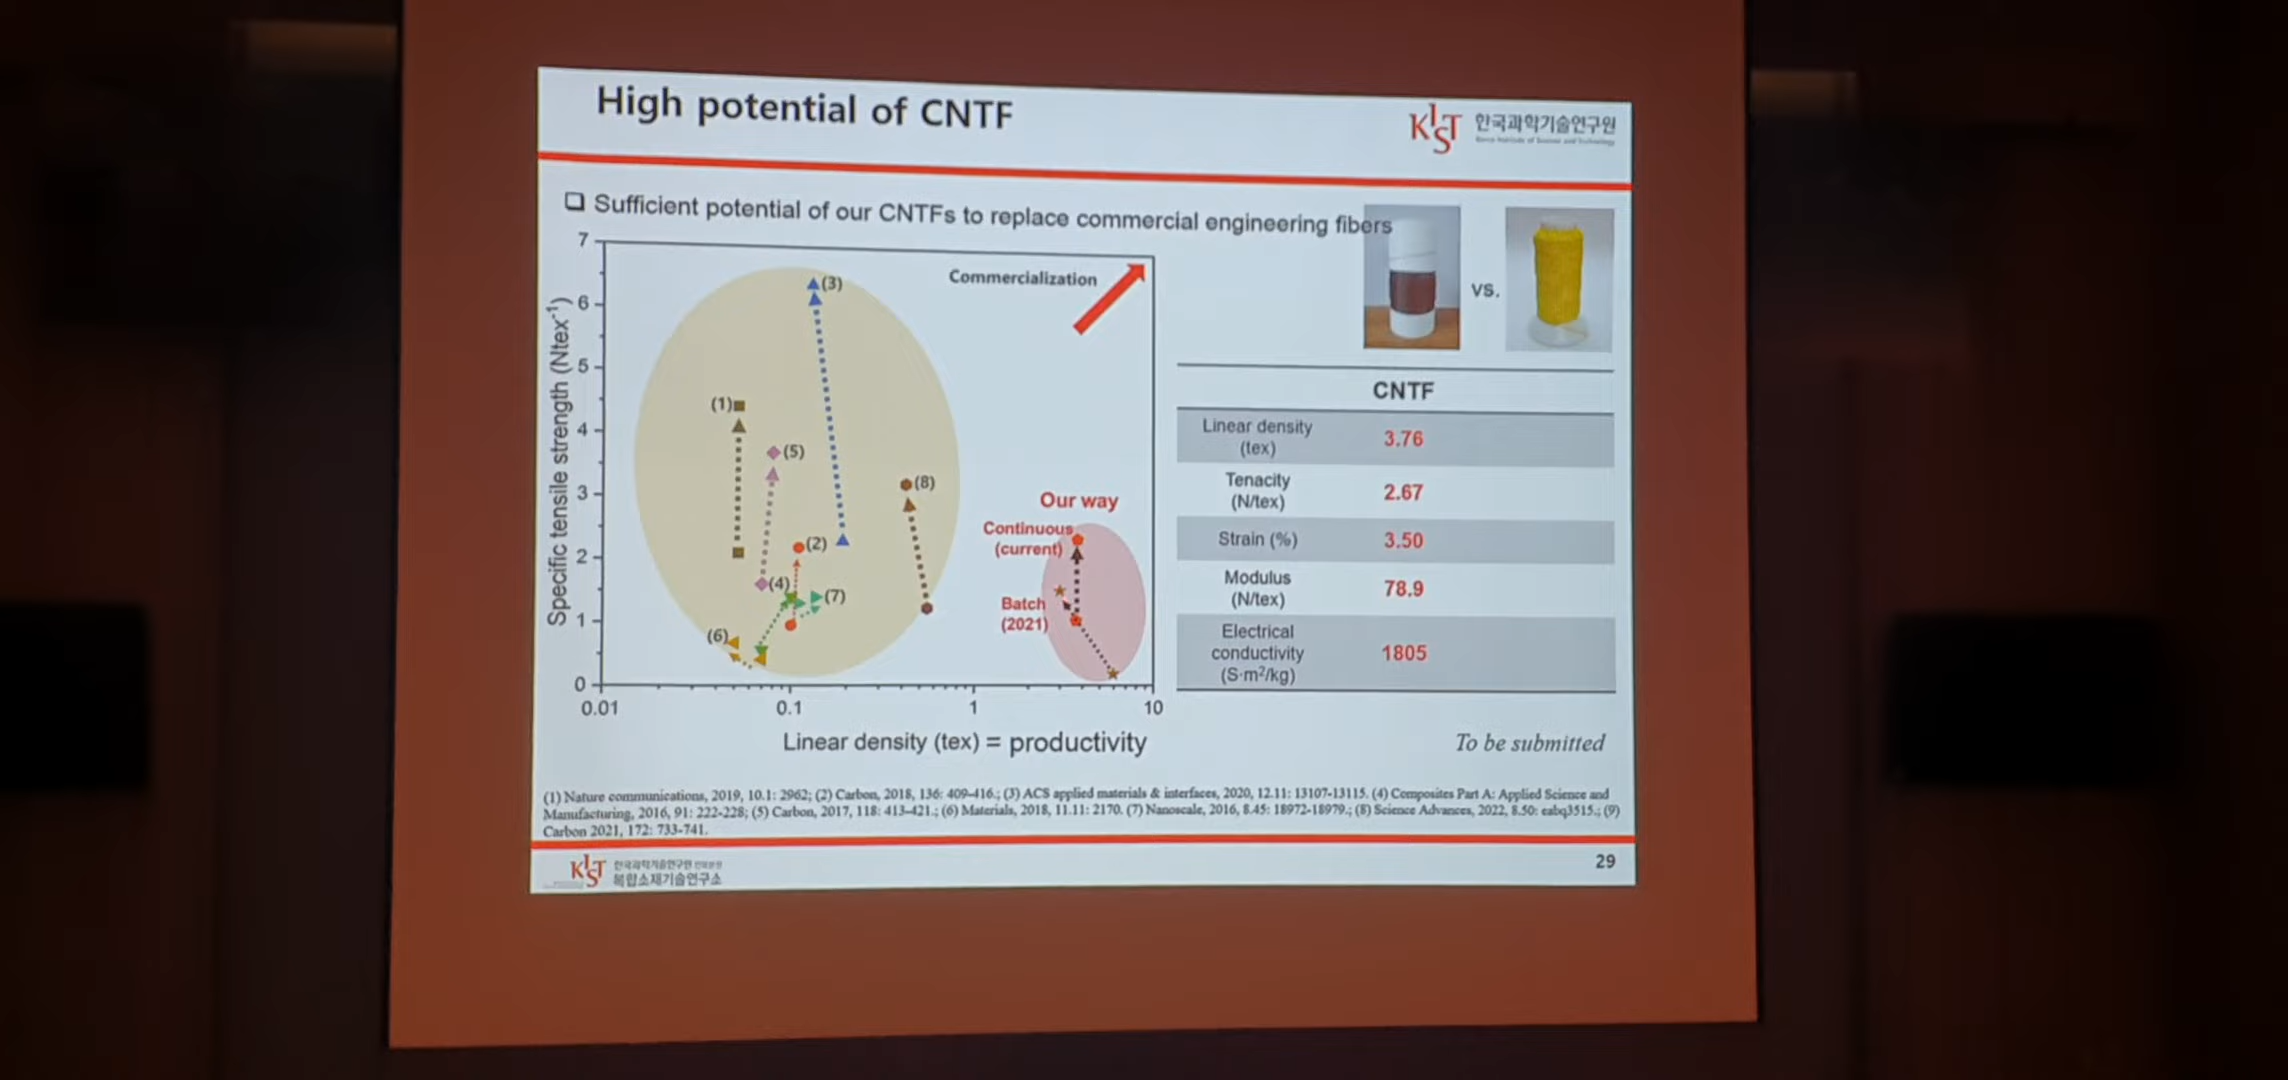 High potential of CNTF
KIST 한국과학기술연구원
Korea Institute of Science and Technology
❑ Sufficient potential of our CNTFs to replace commercial engineering fibers
7
6
5
4
3
2
1
0
Specific tensile strength (Ntex⁻¹)
Commercialization
(3)
(1)
(5)
(8)
(2)
(4)
(7)
(6)
Our way
Continuous
(current)
Batch
(2021)
0.01
0.1
1
10
Linear density (tex) = productivity
vs.
CNTF
Linear density
(tex)
3.76
Tenacity
(N/tex)
2.67
Strain (%)
3.50
Modulus
(N/tex)
78.9
Electrical
conductivity
(S·m²/kg)
1805
To be submitted
(1) Nature communications, 2019, 10.1: 2962; (2) Carbon, 2018, 136: 409-416.; (3) ACS applied materials & interfaces, 2020, 12.11: 13107-13115. (4) Composites Part A: Applied Science and
Manufacturing, 2016, 91: 222-228; (5) Carbon, 2017, 118: 413-421.; (6) Materials, 2018, 11.11: 2170. (7) Nanoscale, 2016, 8.45: 18972-18979.; (8) Science Advances, 2022, 8.50: eabq3515.; (9)
Carbon 2021, 172: 733-741.
KIST 한국과학기술연구원
복합소재기술연구소
29